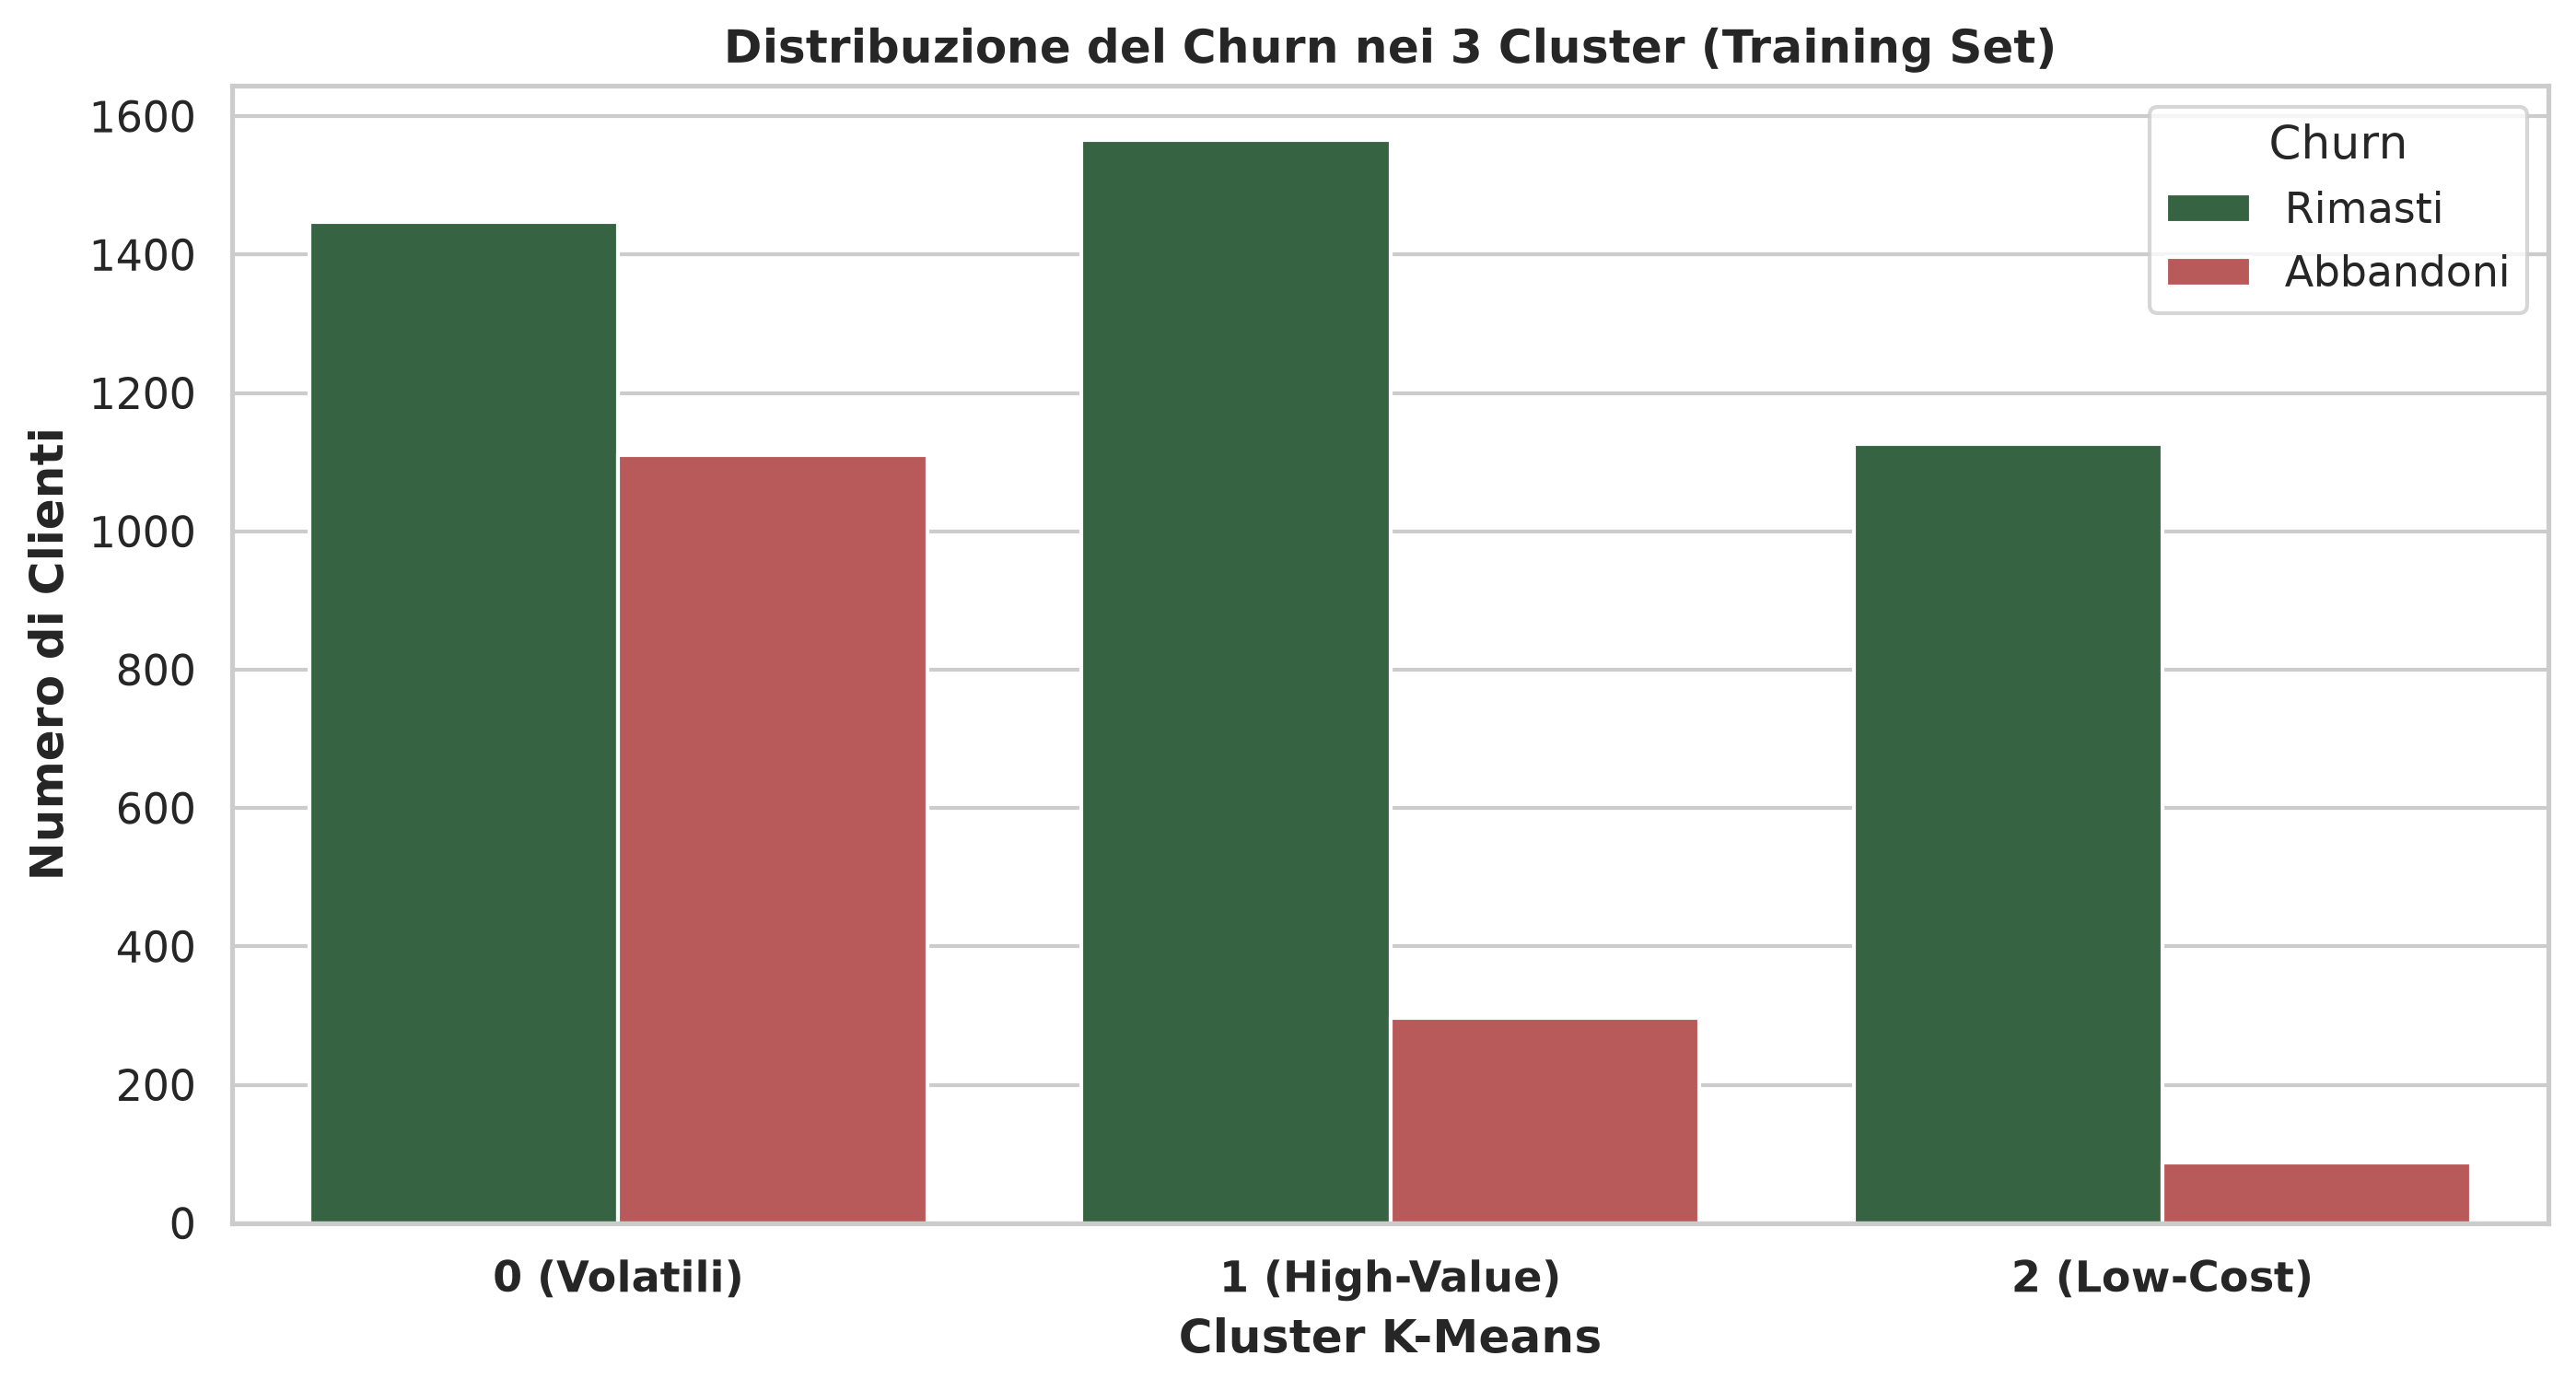 Distribuzione del Churn nei 3 Cluster (Training Set)
Numero di Clienti
1600
1400
1200
1000
800
600
400
200
0
Churn
Rimasti
Abbandoni
0 (Volatili)
1 (High-Value)
2 (Low-Cost)
Cluster K-Means